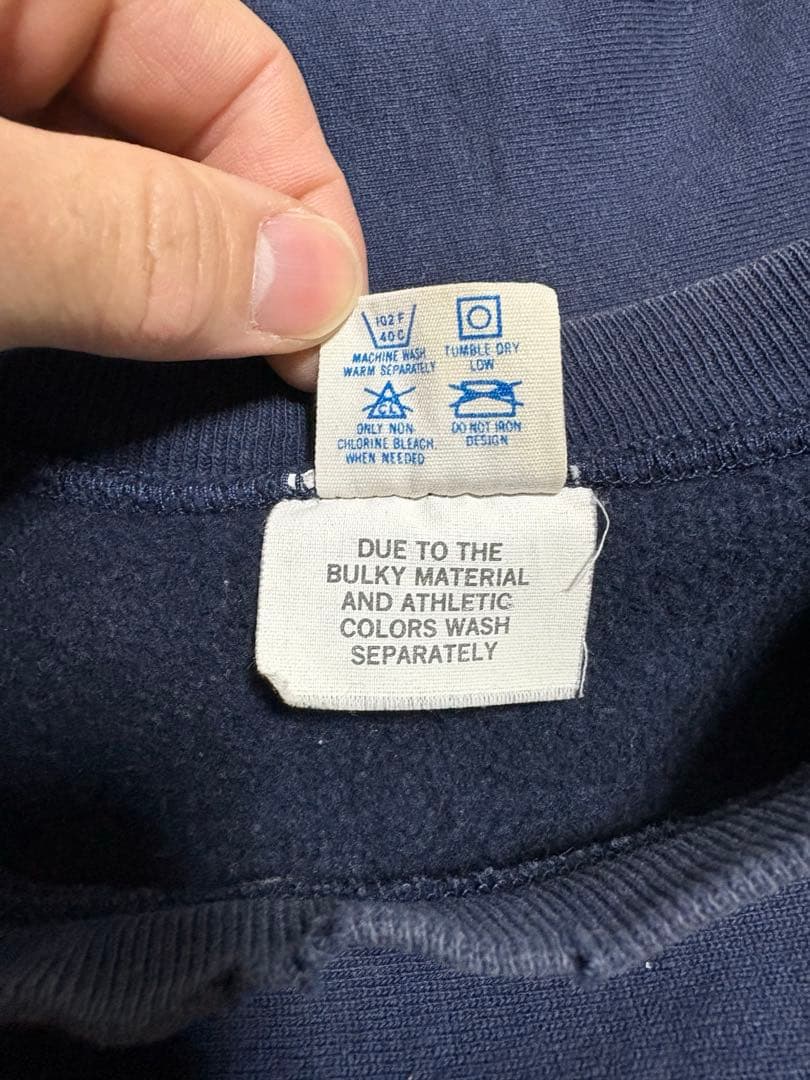 102 F
40 C
MACHINE WASH
WARM SEPARATELY
TUMBLE DRY
LOW
CL
ONLY NON
CHLORINE BLEACH
WHEN NEEDED
DO NOT IRON
DESIGN
DUE TO THE
BULKY MATERIAL
AND ATHLETIC
COLORS WASH
SEPARATELY